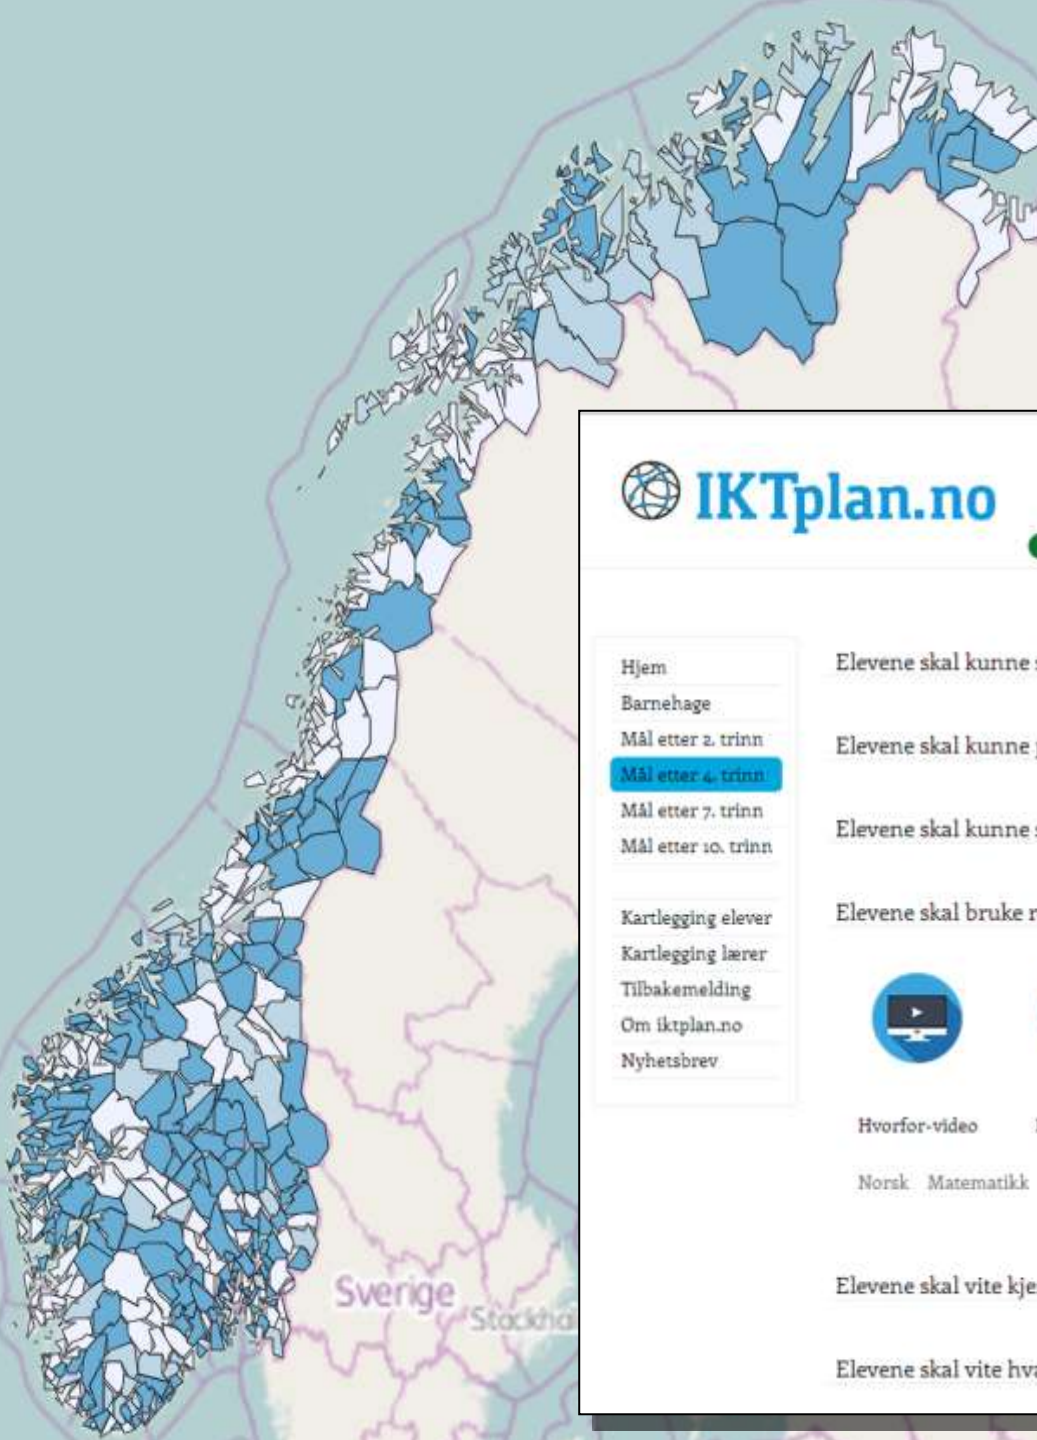 IKTplan.no
Hjem
Barnehage
Mål etter 2. trinn
Mål etter 4. trinn
Mål etter 7. trinn
Mål etter 10. trinn
Kartlegging elever
Kartlegging lærer
Tilbakemelding
Om iktplan.no
Nyhetsbrev
Elevene skal kunne
Elevene skal kunne
Elevene skal kunne
Elevene skal bruke
Hvorfor-video
Norsk Matematikk
Elevene skal vite
Elevene skal vite
Sverige